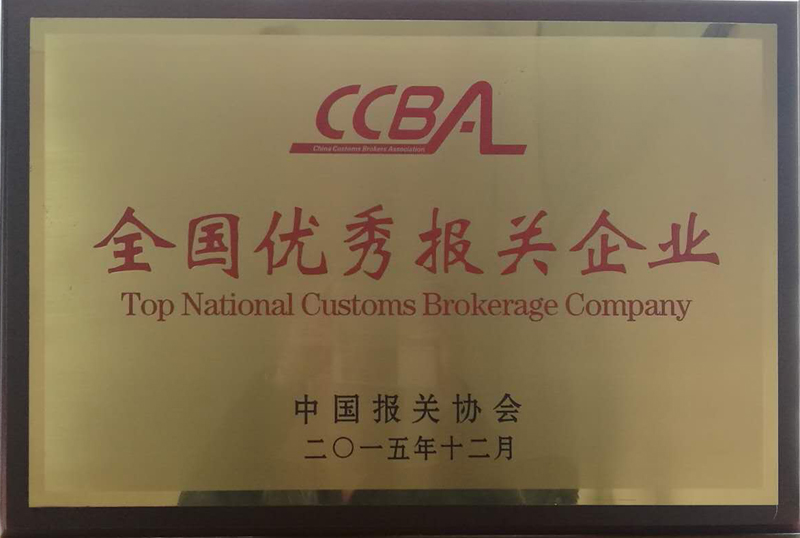 CCBA
China Customs Brokers Association
全国优秀报关企业
Top National Customs Brokerage Company
中国报关协会
二〇一五年十二月